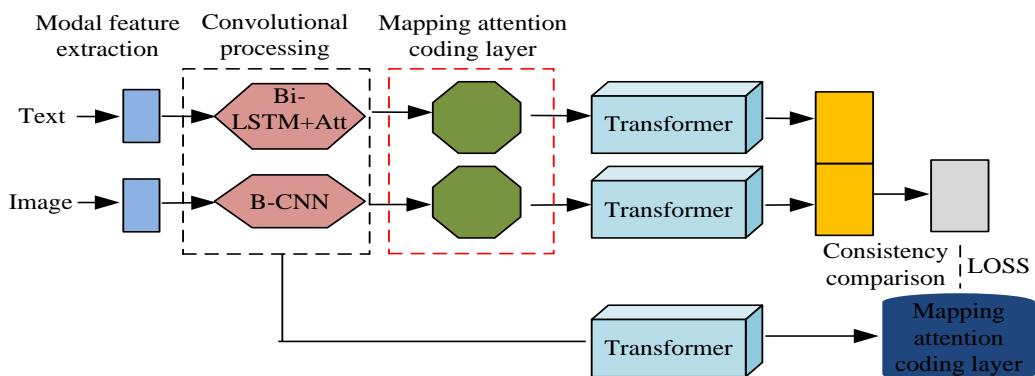 Modal feature
extraction
Convolutional
processing
Mapping attention
coding layer
Text
Bi-
LSTM+Att
Transformer
Image
B-CNN
Transformer
Consistency
comparison
LOSS
Transformer
Mapping
attention
coding layer